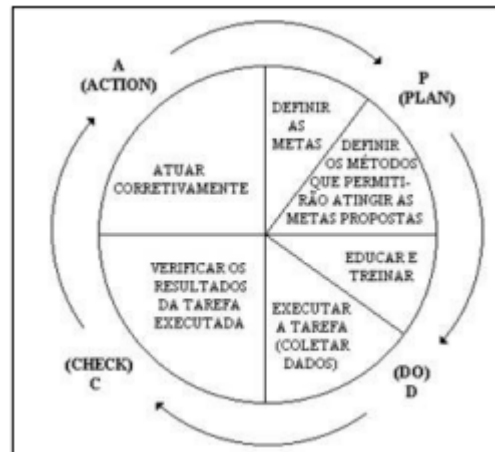 A
(ACTION)
P
(PLAN)
DEFINIR
AS
METAS
DEFINIR
OS MÉTODOS
QUE PERMITI-
RÃO ATINGIR AS
METAS PROPOSTAS
EDUCAR E
TREINAR
EXECUTAR
A TAREFA
(COLETAR
DADOS)
(DO)
D
VERIFICAR OS
RESULTADOS
DA TAREFA
EXECUTADA
(CHECK)
C
ATUAR
CORRETIVAMENTE